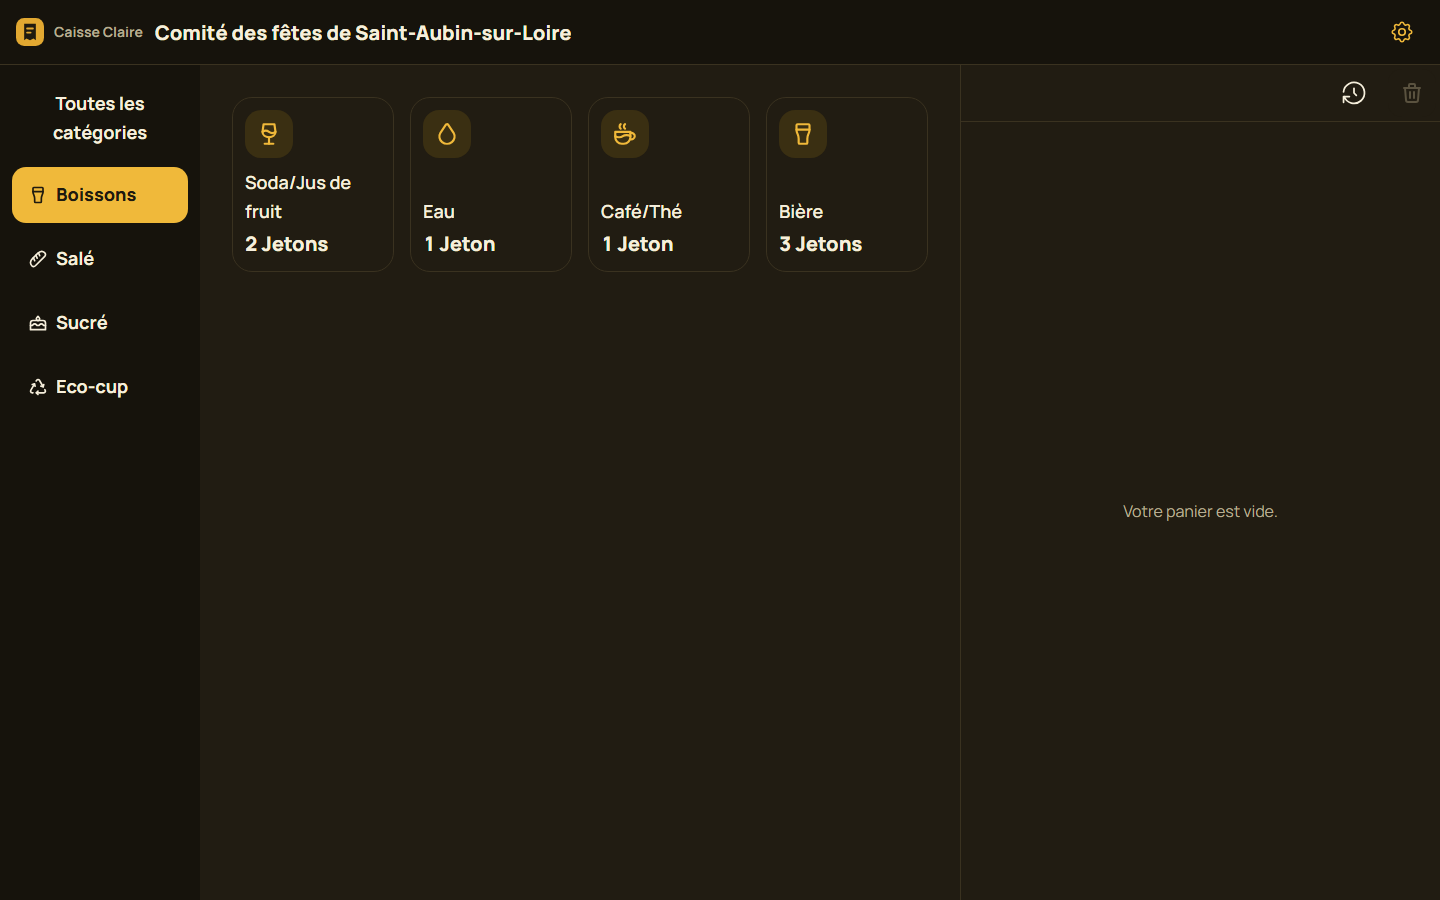 Caisse Claire
Comité des fêtes de Saint-Aubin-sur-Loire
Toutes les
catégories
Boissons
Salé
Sucré
Eco-cup
Soda/Jus de
fruit
2 Jetons
Eau
1 Jeton
Café/Thé
1 Jeton
Bière
3 Jetons
Votre panier est vide.